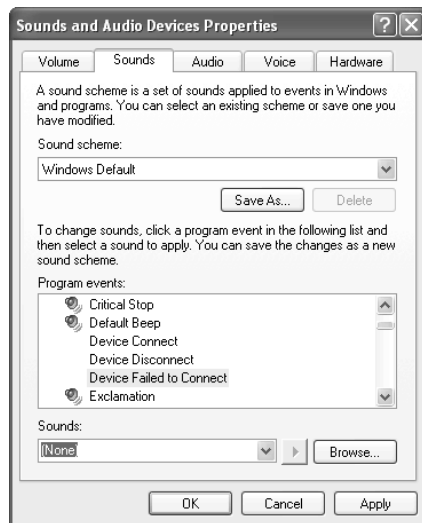 Sounds and Audio Devices Properties
Volume Sounds Audio Voice Hardware
A sound scheme is a set of sounds applied to events in Windows
and programs. You can select an existing scheme or save one you
have modified.
Sound scheme:
Windows Default
Save As... Delete
To change sounds, click a program event in the following list and
then select a sound to apply. You can save the changes as a new
sound scheme.
Program events:
Critical Stop
Default Beep
Device Connect
Device Disconnect
Device Failed to Connect
Exclamation
Sounds:
(None)
Browse...
OK Cancel Apply